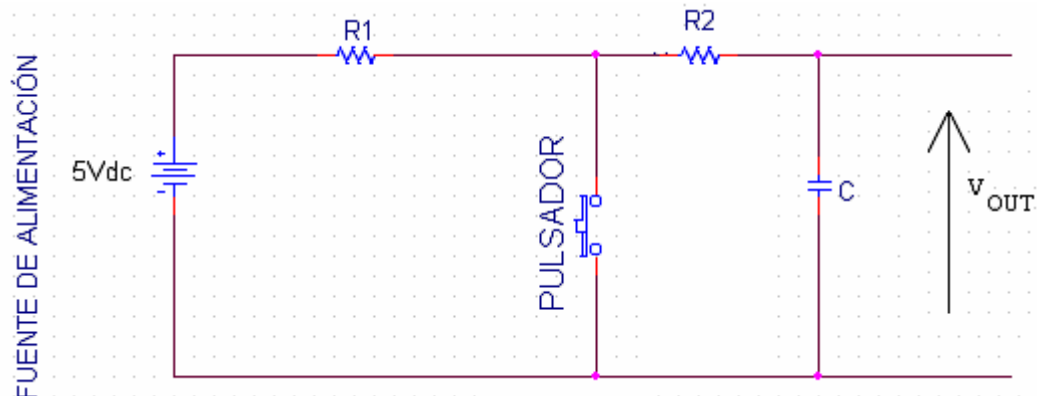 FUENTE DE ALIMENTACIÓN
R1
R2
5Vdc
+
-
PULSADOR
C
VOUT